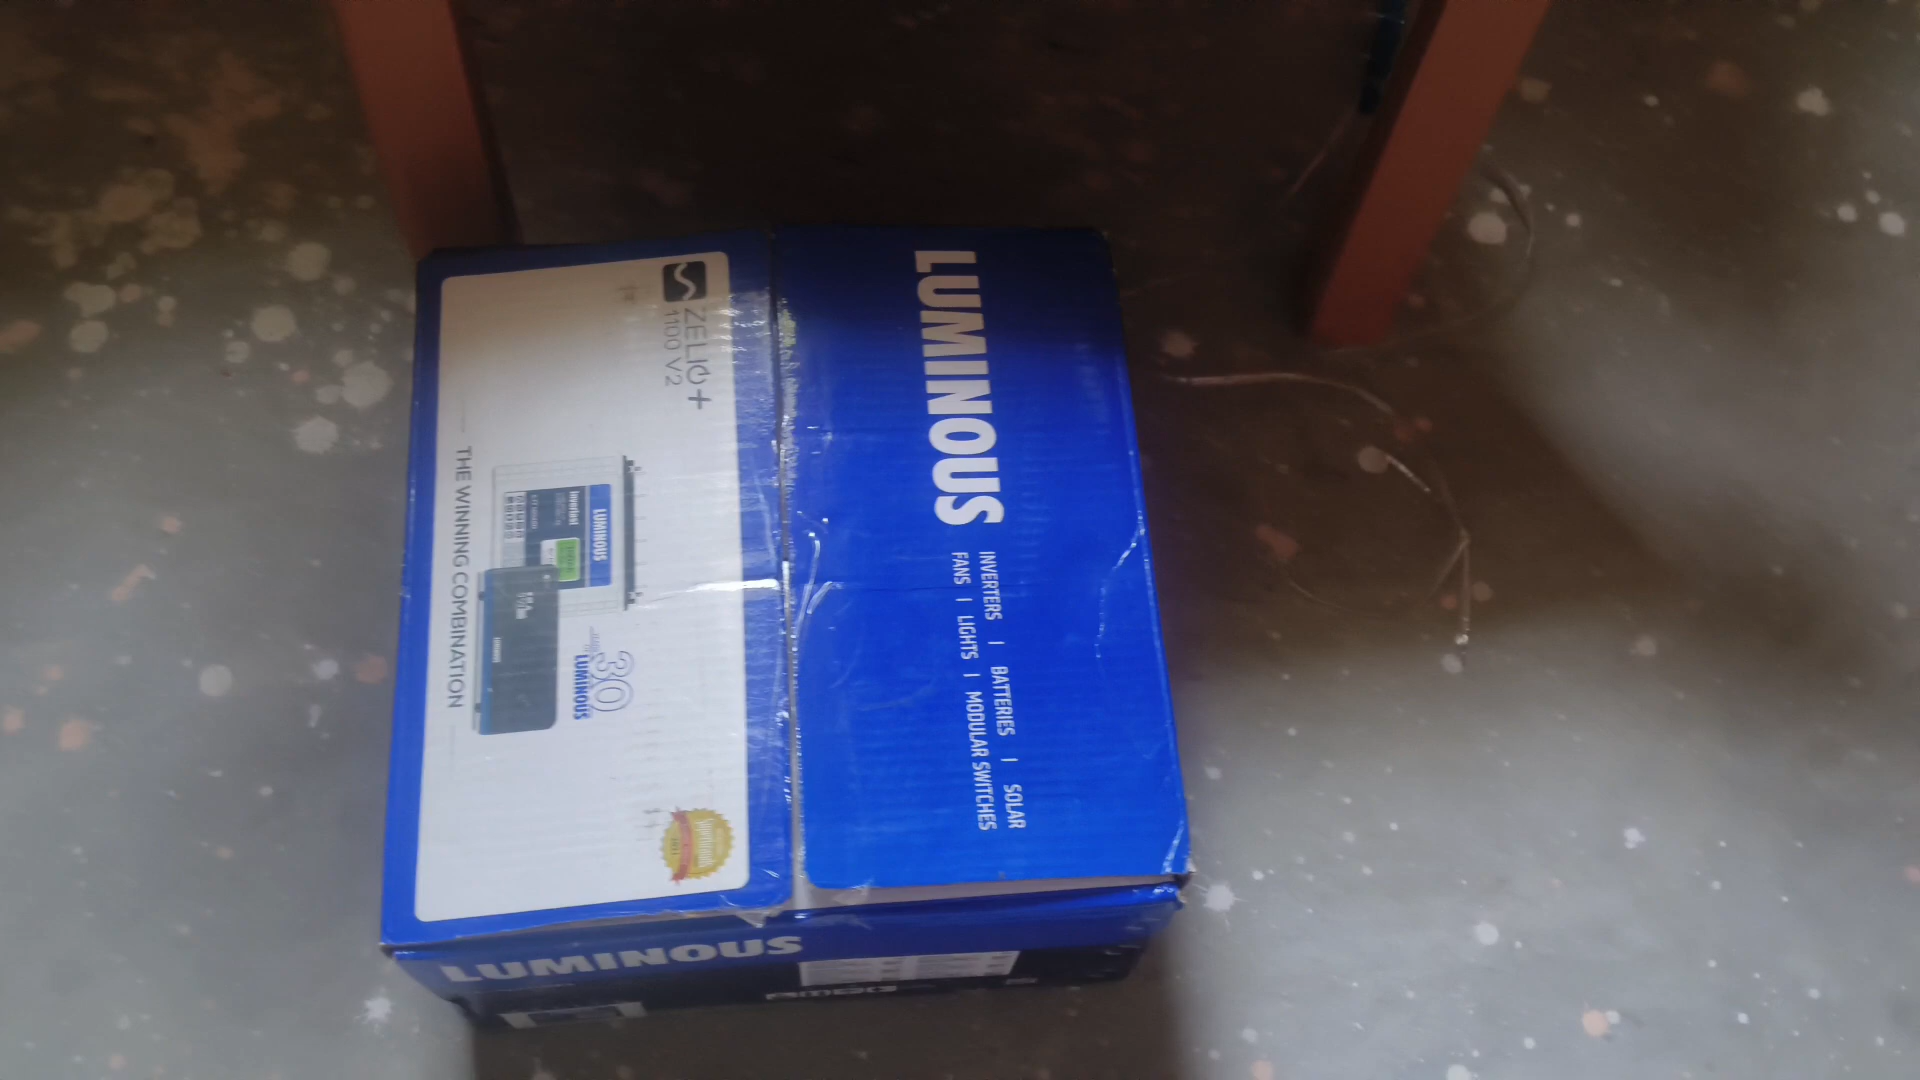 ZELIO+
1100 V2
THE WINNING COMBINATION
LUMINOUS
30
LUMINOUS
LUMINOUS
INVERTERS | BATTERIES | SOLAR
FANS | LIGHTS | MODULAR SWITCHES
LUMINOUS